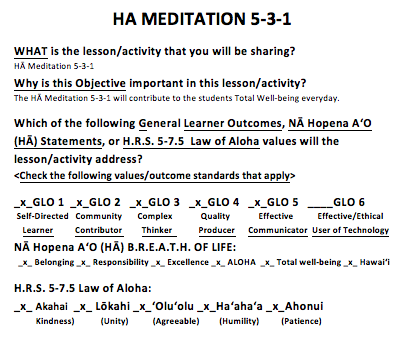 HA MEDITATION 5-3-1
WHAT is the lesson/activity that you will be sharing?
HĀ Meditation 5-3-1
Why is this Objective important in this lesson/activity?
The HĀ Meditation 5-3-1 will contribute to the students Total Well-being everyday.
Which of the following General Learner Outcomes, NĀ Hopena A‘O
(HĀ) Statements, or H.R.S. 5-7.5 Law of Aloha values will the
lesson/activity address?
<Check the following values/outcome standards that apply>
_x_GLO 1 _x_GLO 2 _x_GLO 3 _x_GLO 4 _x_GLO 5 ____GLO 6
Self-Directed Community Complex Quality Effective Effective/Ethical
Learner Contributor Thinker Producer Communicator User of Technology
NĀ Hopena A‘O (HĀ) B.R.E.A.T.H. OF LIFE:
_x_ Belonging _x_ Responsibility _x_ Excellence _x_ ALOHA _x_ Total well-being _x_ Hawai‘i
H.R.S. 5-7.5 Law of Aloha:
_x_ Akahai _x_ Lōkahi _x_‘Olu‘olu _x_Ha‘aha‘a _x_Ahonui
Kindness) (Unity) (Agreeable) (Humility) (Patience)